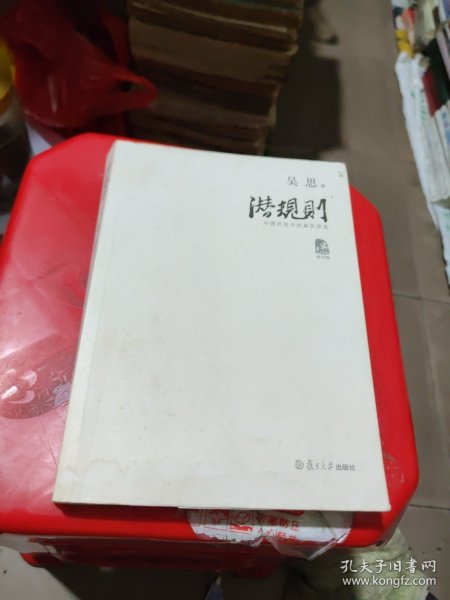 吴思 著
潜规则
中国历史中的真实游戏
修订版
复旦大学出版社
孔夫子旧书网
www.kongfz.com